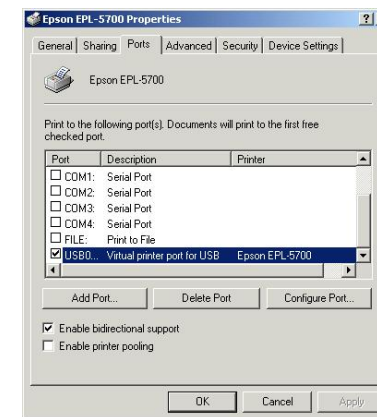 Epson EPL-5700 Properties
General Sharing Ports Advanced Security Device Settings
Epson EPL-5700
Print to the following port(s). Documents will print to the first free
checked port.
Port Description Printer
COM1: Serial Port
COM2: Serial Port
COM3: Serial Port
COM4: Serial Port
FILE: Print to File
USB0... Virtual printer port for USB Epson EPL-5700
Add Port... Delete Port Configure Port...
Enable bidirectional support
Enable printer pooling
OK Cancel Apply